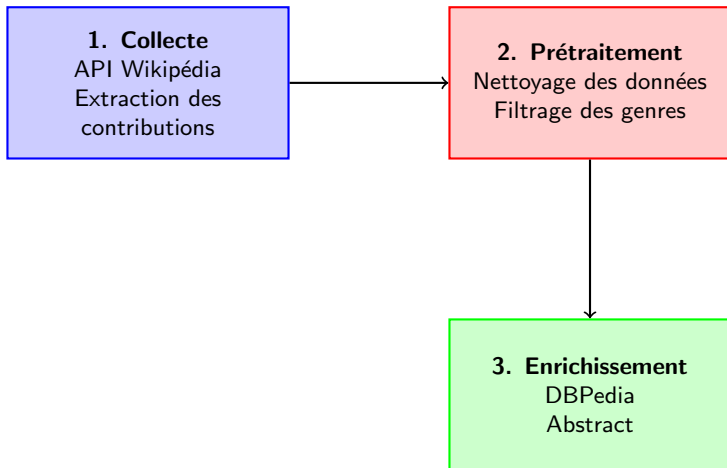 1. Collecte
API Wikipédia
Extraction des
contributions
2. Prétraitement
Nettoyage des données
Filtrage des genres
3. Enrichissement
DBPedia
Abstract